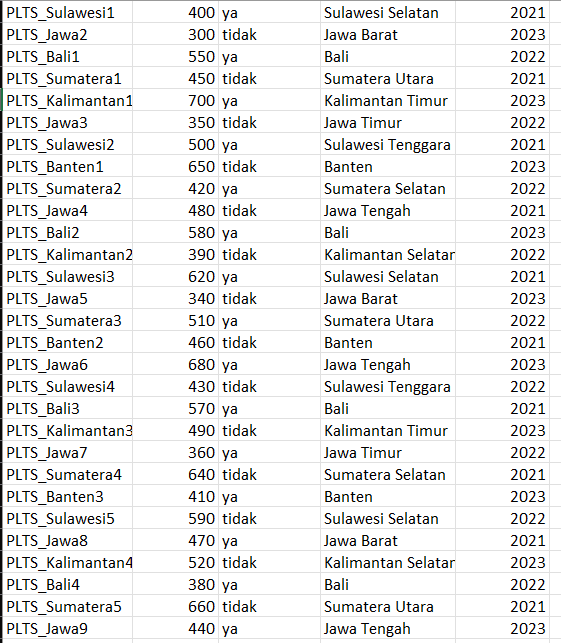 PLTS_Sulawesi1 400 ya Sulawesi Selatan 2021
PLTS_Jawa2 300 tidak Jawa Barat 2023
PLTS_Bali1 550 ya Bali 2022
PLTS_Sumatera1 450 tidak Sumatera Utara 2021
PLTS_Kalimantan1 700 ya Kalimantan Timur 2023
PLTS_Jawa3 350 tidak Jawa Timur 2022
PLTS_Sulawesi2 500 ya Sulawesi Tenggara 2021
PLTS_Banten1 650 tidak Banten 2023
PLTS_Sumatera2 420 ya Sumatera Selatan 2022
PLTS_Jawa4 480 tidak Jawa Tengah 2021
PLTS_Bali2 580 ya Bali 2023
PLTS_Kalimantan2 390 tidak Kalimantan Selatar 2022
PLTS_Sulawesi3 620 ya Sulawesi Selatan 2021
PLTS_Jawa5 340 tidak Jawa Barat 2023
PLTS_Sumatera3 510 ya Sumatera Utara 2022
PLTS_Banten2 460 tidak Banten 2021
PLTS_Jawa6 680 ya Jawa Tengah 2023
PLTS_Sulawesi4 430 tidak Sulawesi Tenggara 2022
PLTS_Bali3 570 ya Bali 2021
PLTS_Kalimantan3 490 tidak Kalimantan Timur 2023
PLTS_Jawa7 360 ya Jawa Timur 2022
PLTS_Sumatera4 640 tidak Sumatera Selatan 2021
PLTS_Banten3 410 ya Banten 2023
PLTS_Sulawesi5 590 tidak Sulawesi Selatan 2022
PLTS_Jawa8 470 ya Jawa Barat 2021
PLTS_Kalimantan4 520 tidak Kalimantan Selatar 2023
PLTS_Bali4 380 ya Bali 2022
PLTS_Sumatera5 660 tidak Sumatera Utara 2021
PLTS_Jawa9 440 ya Jawa Tengah 2023